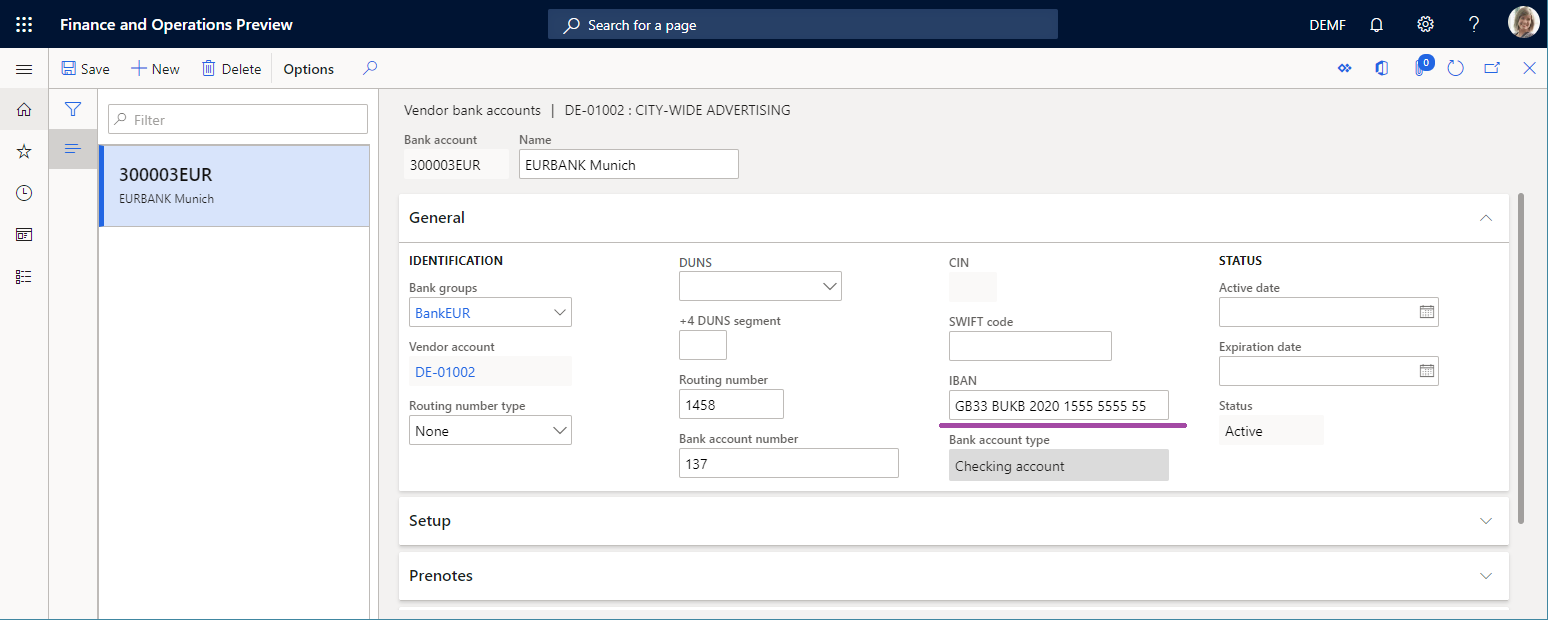 Finance and Operations Preview
Search for a page
DEMF
?
Save
New
Delete
Options
0
Filter
300003EUR
EURBANK Munich
Vendor bank accounts | DE-01002 : CITY-WIDE ADVERTISING
Bank account
Name
300003EUR
EURBANK Munich
General
IDENTIFICATION
Bank groups
BankEUR
Vendor account
DE-01002
Routing number type
None
DUNS
+4 DUNS segment
Routing number
1458
Bank account number
137
CIN
SWIFT code
IBAN
GB33 BUKB 2020 1555 5555 55
Bank account type
Checking account
STATUS
Active date
Expiration date
Status
Active
Setup
Prenotes